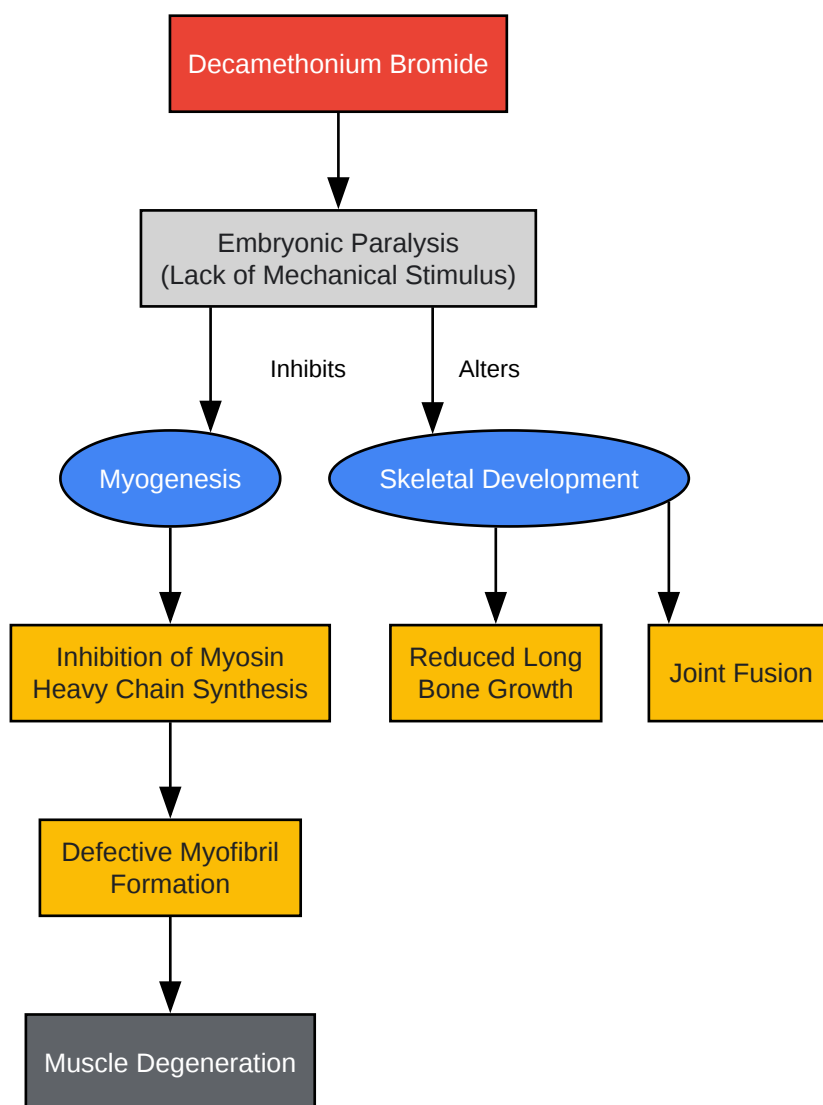 Decamethonium Bromide
Embryonic Paralysis
(Lack of Mechanical Stimulus)
Inhibits
Alters
Myogenesis
Skeletal Development
Inhibition of Myosin
Heavy Chain Synthesis
Reduced Long
Bone Growth
Joint Fusion
Defective Myofibril
Formation
Muscle Degeneration